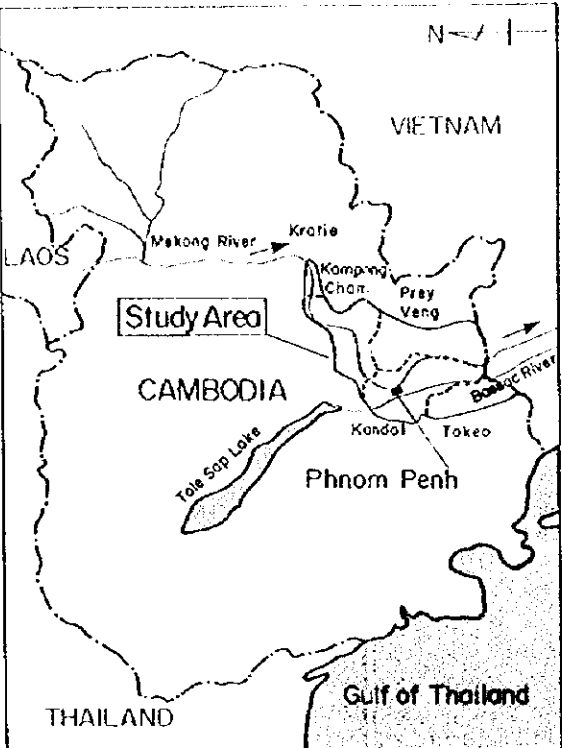 N
VIETNAM
Mekong River
Kratie
LAOS
Kampong
Cham
Prey
Veng
Study Area
CAMBODIA
Bassac River
Kandal
Takeo
Tole Sap Lake
Phnom Penh
Gulf of Thailand
THAILAND